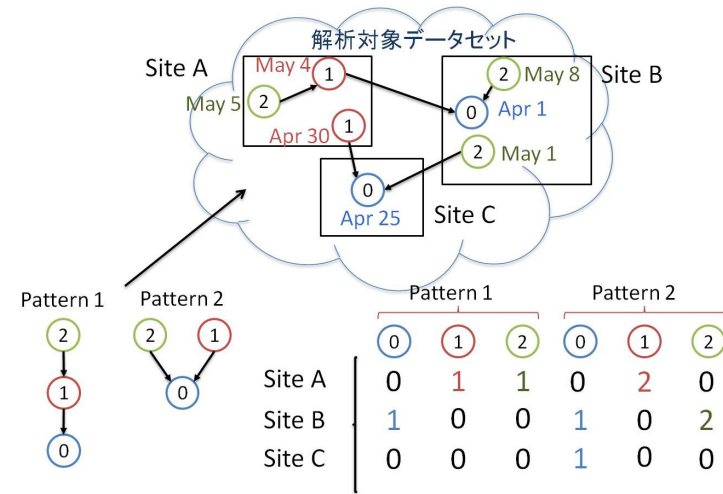 解析対象データセット
Site A
May 4
1
2
May 8
Site B
May 5
2
0
Apr 1
Apr 30
1
2
May 1
0
Apr 25
Site C
Pattern 1
Pattern 2
2
2
1
1
0
0
Pattern 1
Pattern 2
0 1 2 0 1 2
Site A 0 1 1 0 2 0
Site B 1 0 0 1 0 2
Site C 0 0 0 1 0 0